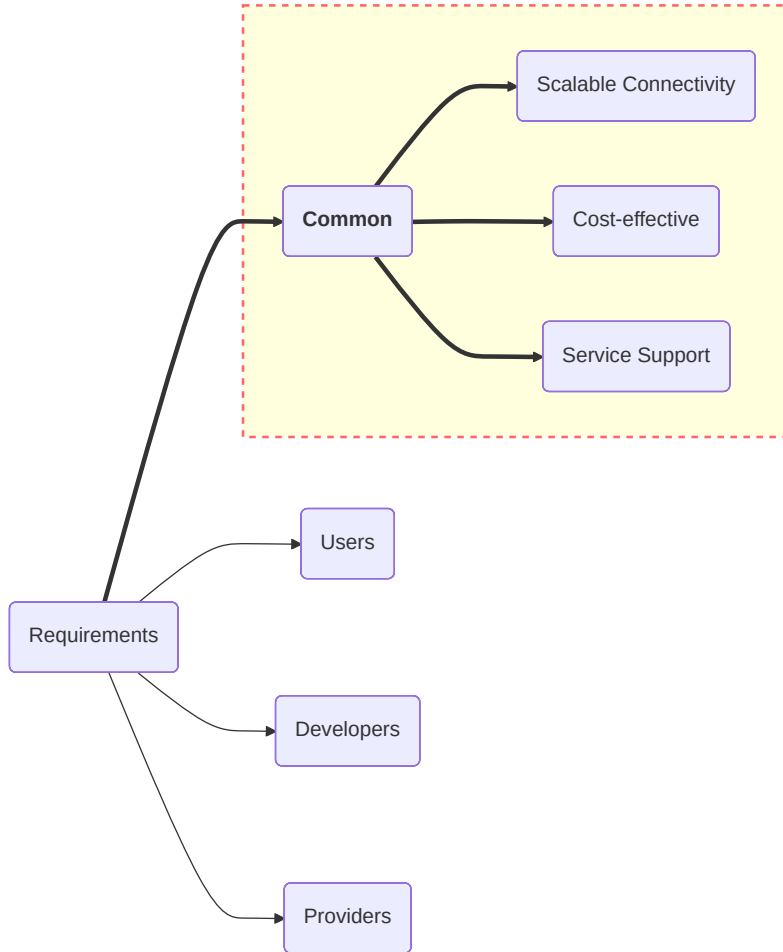 Scalable Connectivity
Common
Cost-effective
Service Support
Users
Requirements
Developers
Providers